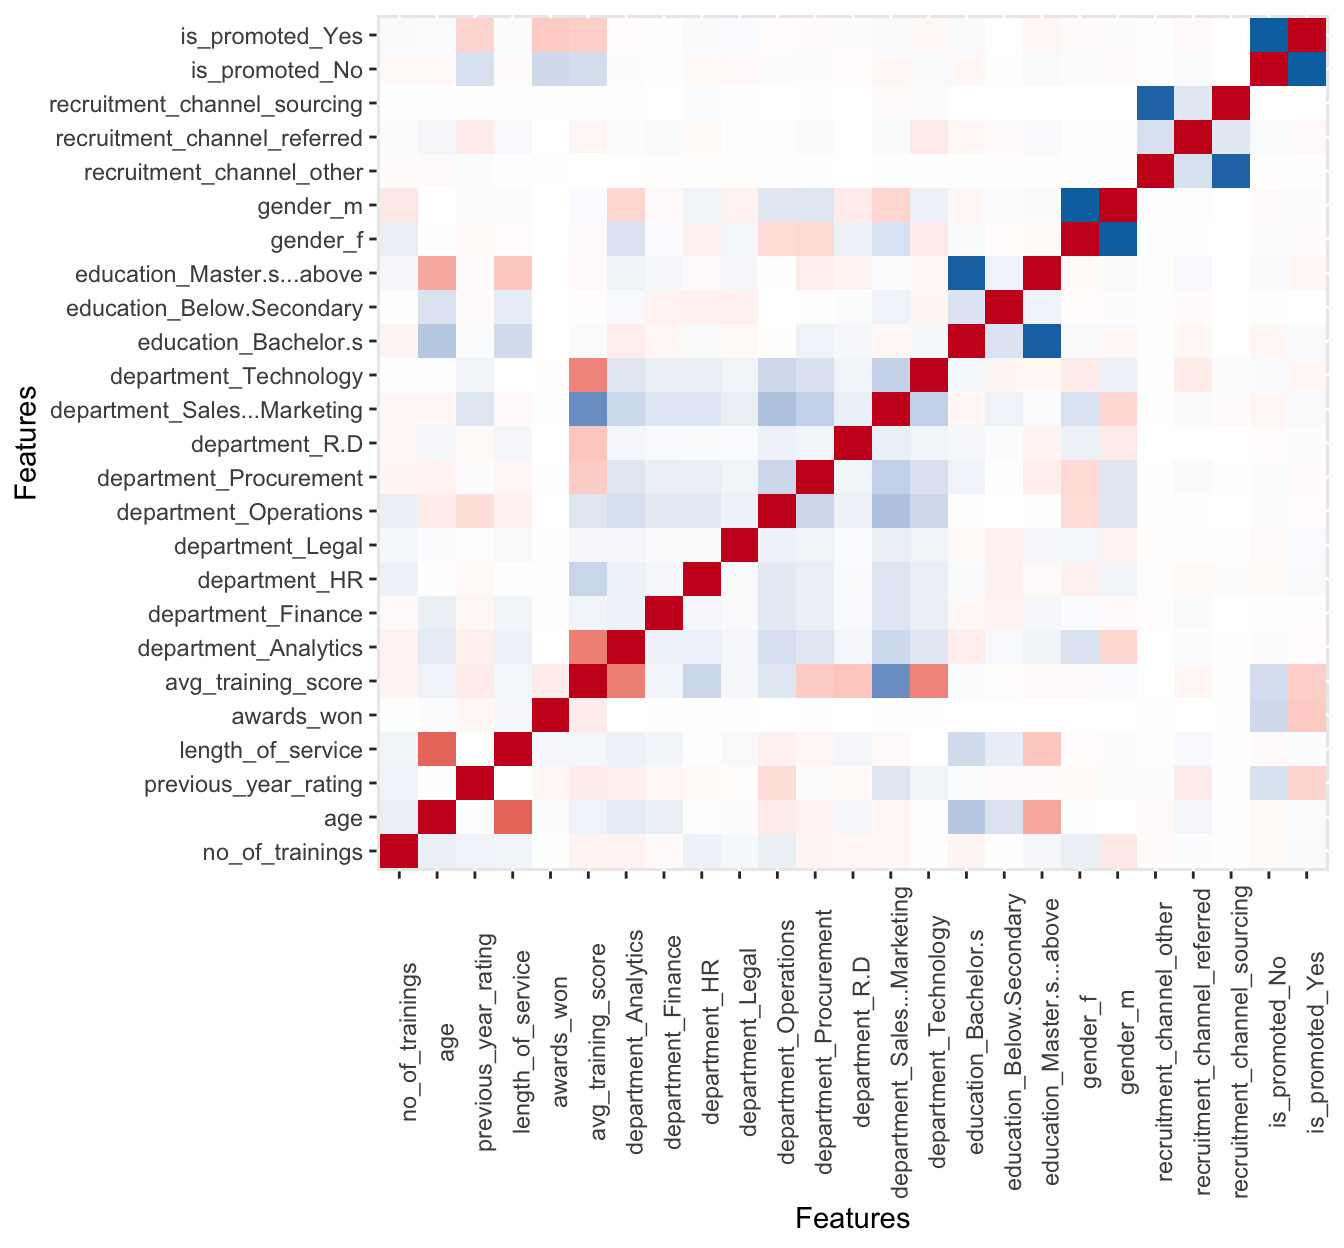 is_promoted_Yes
is_promoted_No
recruitment_channel_sourcing
recruitment_channel_referred
recruitment_channel_other
gender_m
gender_f
education_Master.s...above
education_Below.Secondary
education_Bachelor.s
department_Technology
department_Sales...Marketing
department_R.D
department_Procurement
department_Operations
department_Legal
department_HR
department_Finance
department_Analytics
avg_training_score
awards_won
length_of_service
previous_year_rating
age
no_of_trainings
Features
no_of_trainings
age
previous_year_rating
length_of_service
awards_won
avg_training_score
department_Analytics
department_Finance
department_HR
department_Legal
department_Operations
department_Procurement
department_R.D
department_Sales...Marketing
department_Technology
education_Bachelor.s
education_Below.Secondary
education_Master.s...above
gender_f
gender_m
recruitment_channel_other
recruitment_channel_referred
recruitment_channel_sourcing
is_promoted_No
is_promoted_Yes
Features